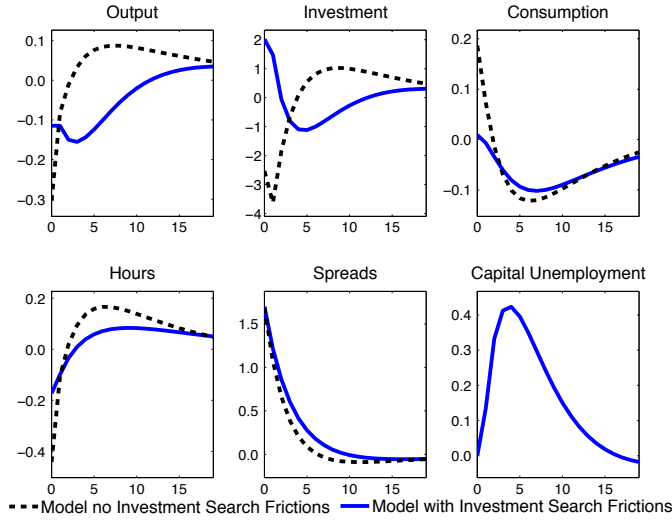 Output
0.1
0.0
−0.1
−0.2
−0.3
0 5 10 15
Investment
2
1
0
−1
−2
−3
−4
0 5 10 15
Consumption
0.2
0.1
0.0
−0.1
0 5 10 15
Hours
0.2
0.0
−0.2
−0.4
0 5 10 15
Spreads
1.5
1.0
0.5
0.0
0 5 10 15
Capital Unemployment
0.4
0.3
0.2
0.1
0.0
0 5 10 15
Model no Investment Search Frictions
Model with Investment Search Frictions